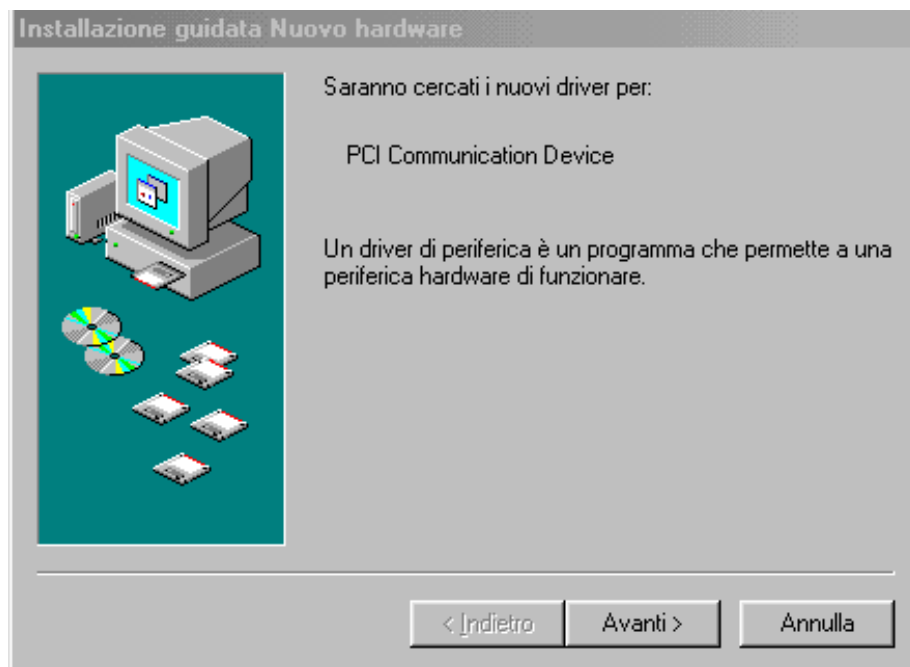 Installazione guidata Nuovo hardware
Saranno cercati i nuovi driver per:
PCI Communication Device
Un driver di periferica è un programma che permette a una
periferica hardware di funzionare.
< Indietro
Avanti >
Annulla